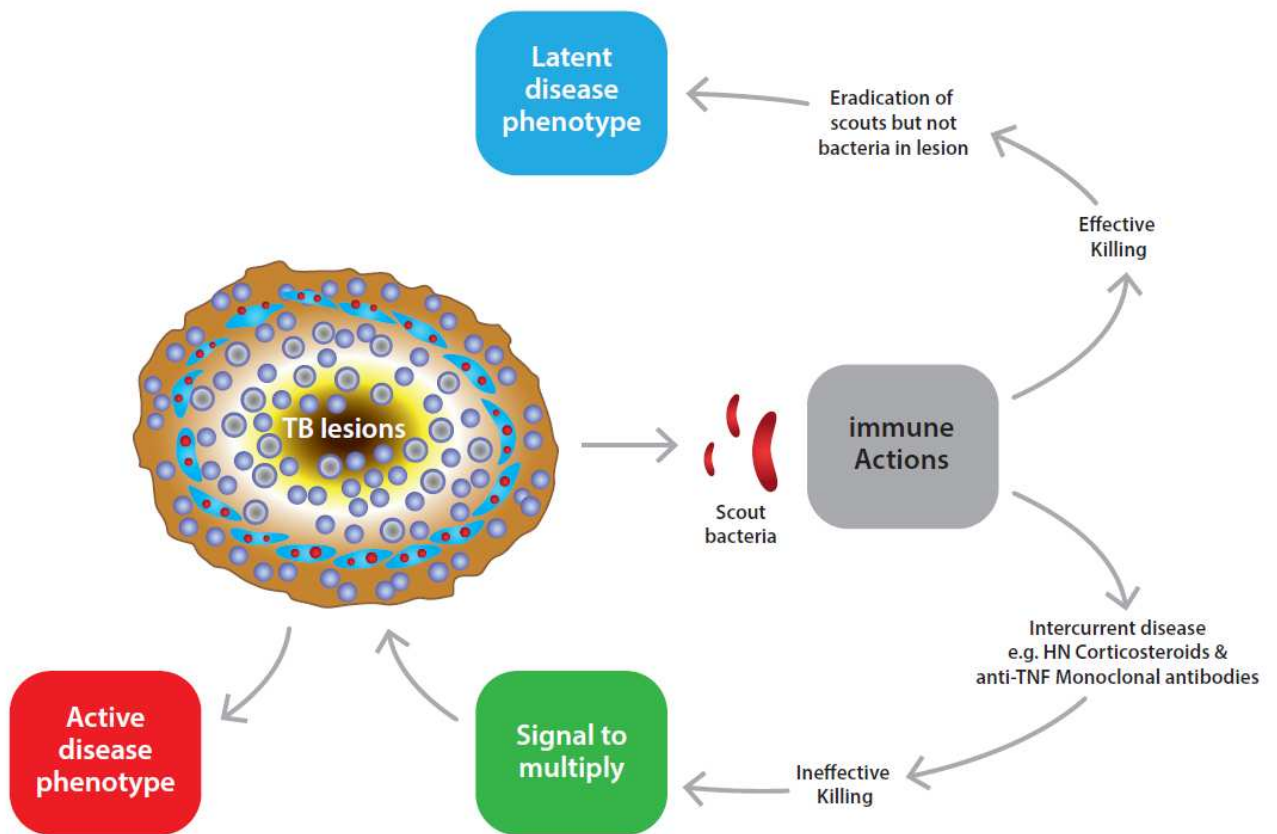 Latent
disease
phenotype
Eradication of
scouts but not
bacteria in lesion
Effective
Killing
TB lesions
Scout
bacteria
immune
Actions
Intercurrent disease
e.g. HN Corticosteroids &
anti-TNF Monoclonal antibodies
Active
disease
phenotype
Signal to
multiply
Ineffective
Killing